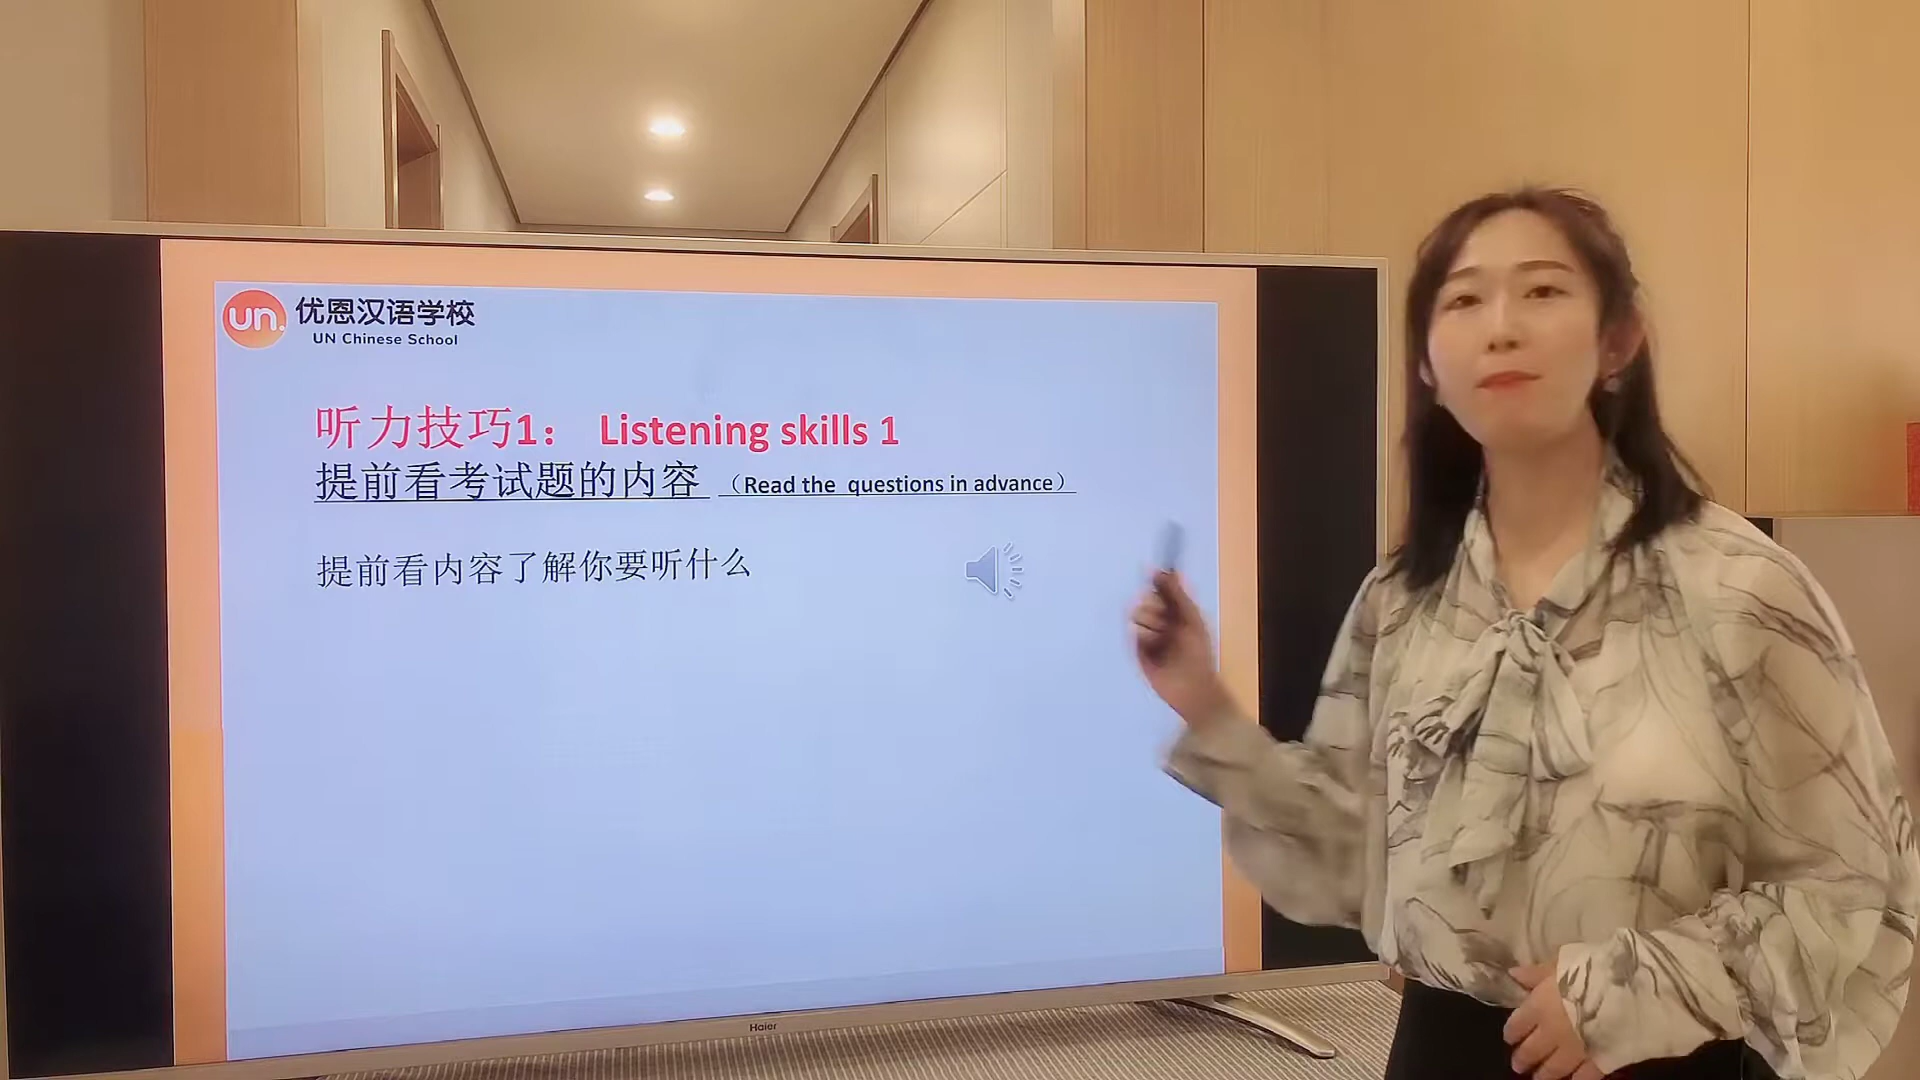 un.
优恩汉语学校
UN Chinese School
听力技巧1： Listening skills 1
提前看考试题的内容 （Read the questions in advance）
提前看内容了解你要听什么
Haier